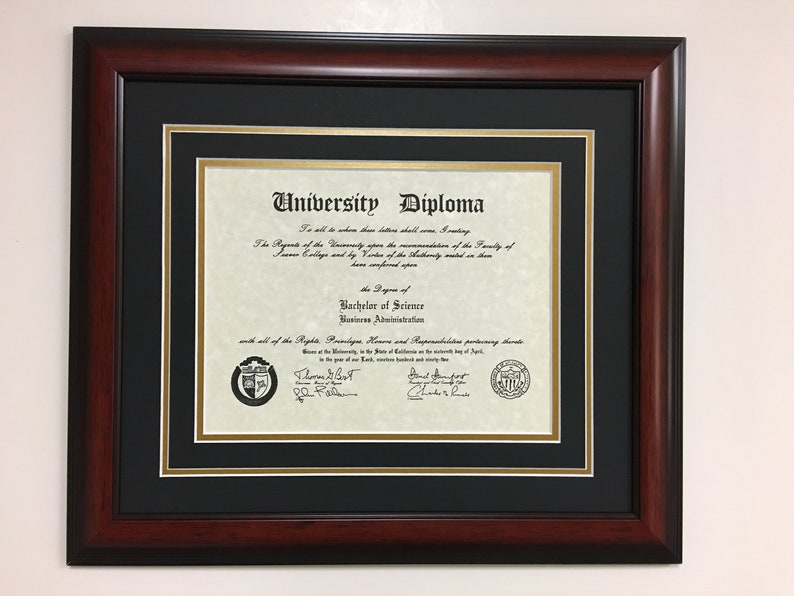 University Diploma
To all to whom these letters shall come, Greeting.
The Regents of the University upon the recommendation of the Faculty of
Seaver College and by Virtue of the Authority vested in them
have conferred upon
the Degree of
Bachelor of Science
Business Administration
with all of the Rights, Privileges, Honors and Responsibilities pertaining thereto.
Given at the University, in the State of California on the sixteenth day of April,
in the year of our Lord, nineteen hundred and ninety-two
Thomas G Bost